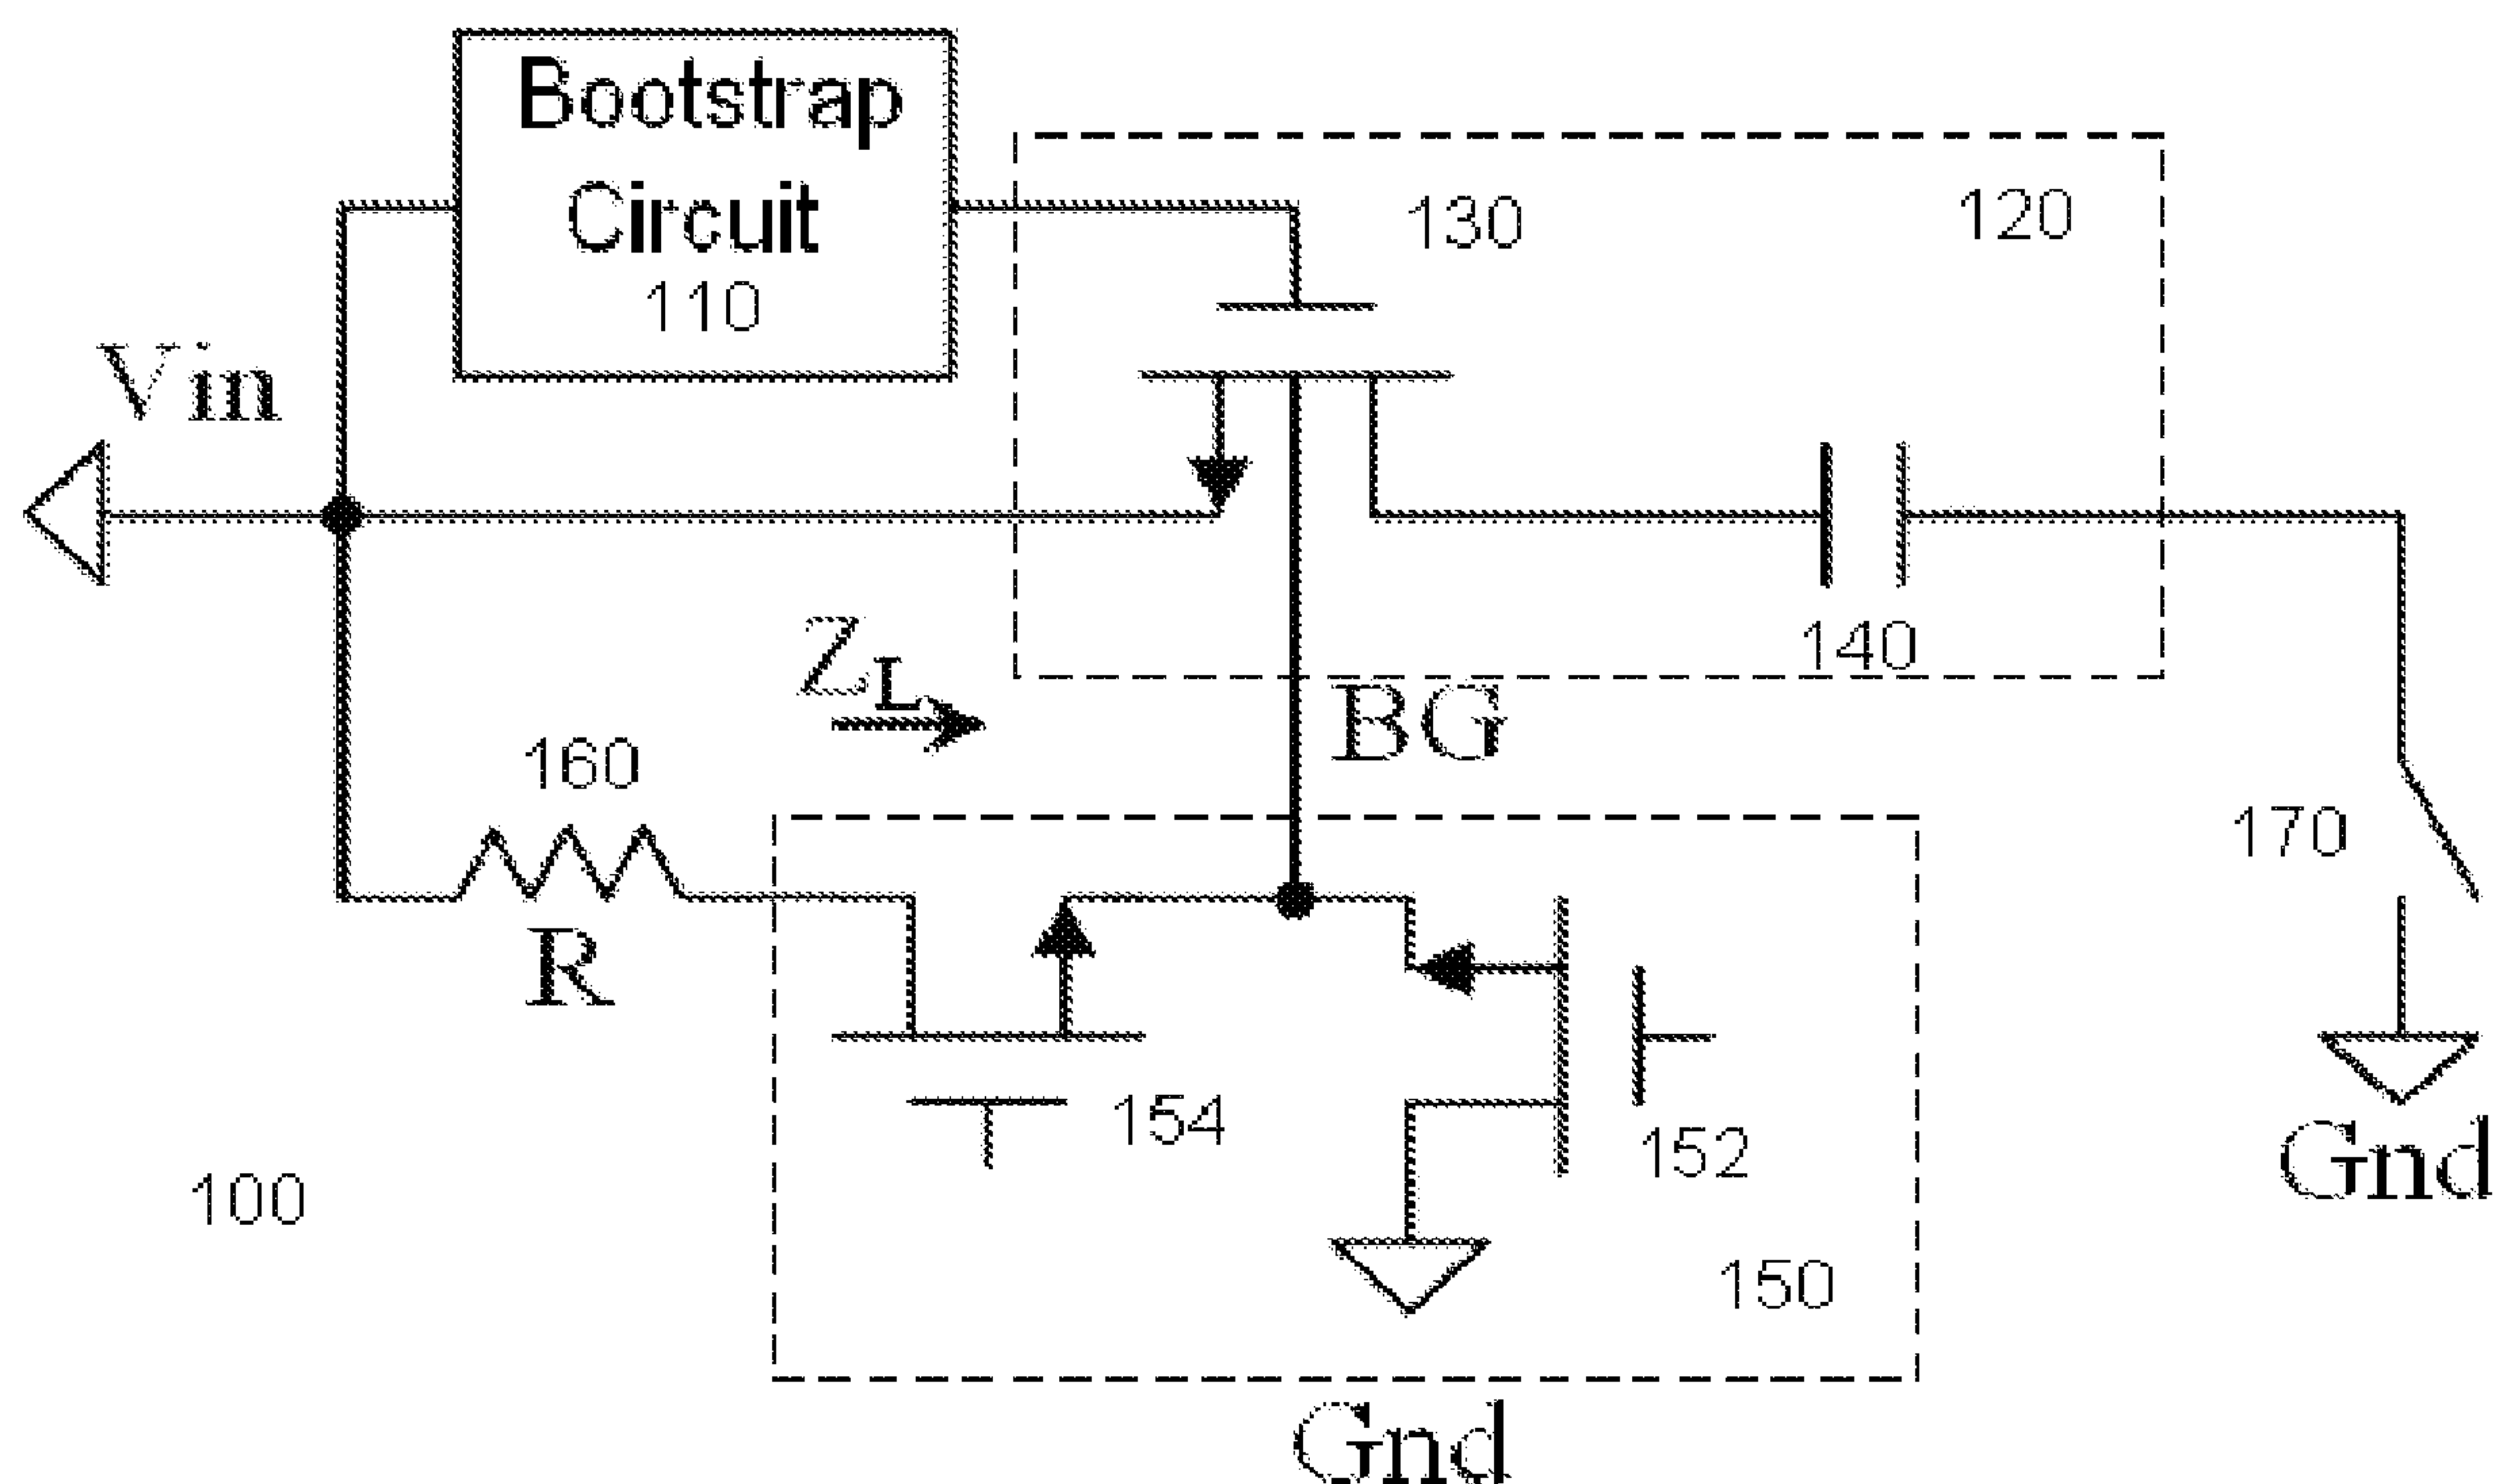 Bootstrap
Circuit
110
130
120
Vin
140
ZL
BG
160
170
R
154
152
100
Gnd
150
Gnd